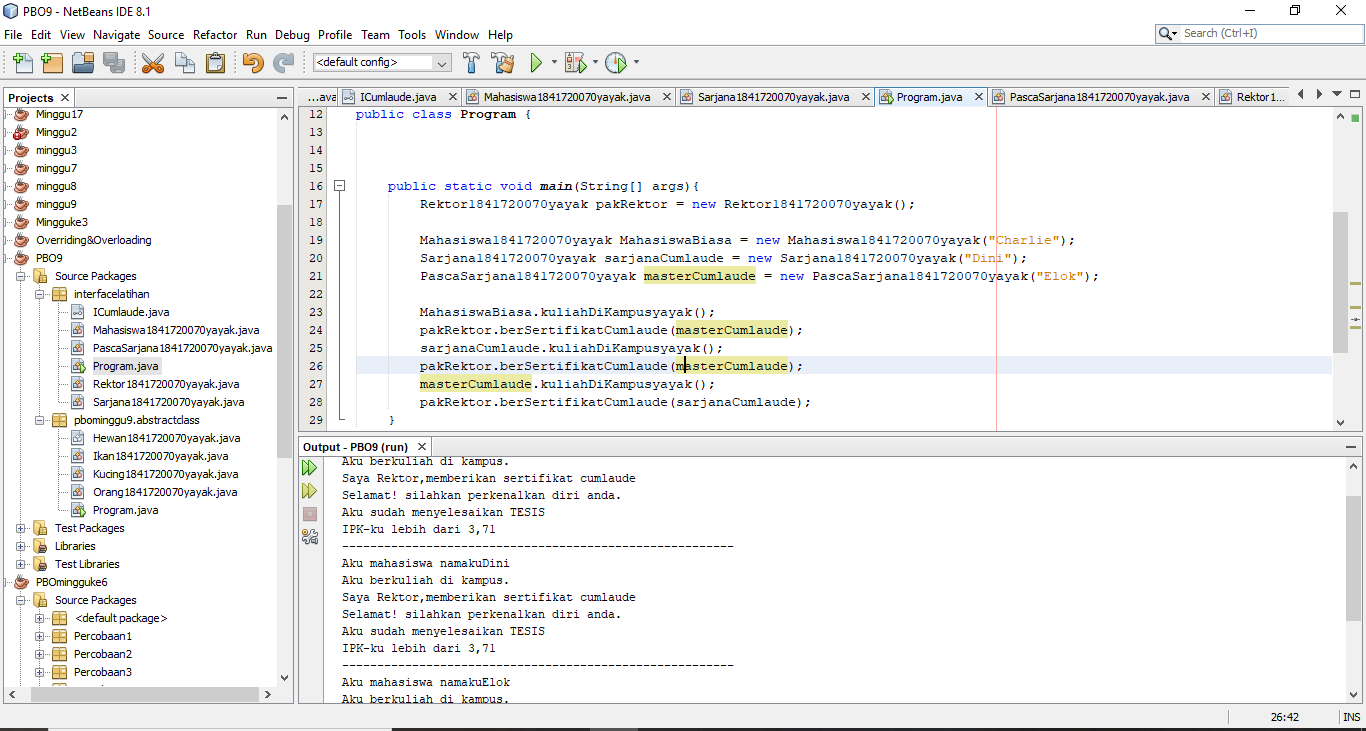 PBO9 - NetBeans IDE 8.1
File Edit View Navigate Source Refactor Run Debug Profile Team Tools Window Help
Search (Ctrl+I)
<default config>
Projects
Minggu17
Minggu2
minggu3
minggu7
minggu8
minggu9
Mingguke3
Overriding&Overloading
PBO9
Source Packages
interfacelatihan
ICumlaude.java
Mahasiswa1841720070yayak.java
PascaSarjana1841720070yayak.java
Program.java
Rektor1841720070yayak.java
Sarjana1841720070yayak.java
pbominggu9.abstractclass
Hewan1841720070yayak.java
Ikan1841720070yayak.java
Kucing1841720070yayak.java
Orang1841720070yayak.java
Program.java
Test Packages
Libraries
Test Libraries
PBOmingguke6
Source Packages
<default package>
Percobaan1
Percobaan2
Percobaan3
...ava ICumlaude.java Mahasiswa1841720070yayak.java Sarjana1841720070yayak.java Program.java PascaSarjana1841720070yayak.java Rektor1...
12 public class Program {
13
14
15
16 public static void main(String[] args){
17 Rektor1841720070yayak pakRektor = new Rektor1841720070yayak();
18
19 Mahasiswa1841720070yayak MahasiswaBiasa = new Mahasiswa1841720070yayak("Charlie");
20 Sarjana1841720070yayak sarjanaCumlaude = new Sarjana1841720070yayak("Dini");
21 PascaSarjana1841720070yayak masterCumlaude = new PascaSarjana1841720070yayak("Elok");
22
23 MahasiswaBiasa.kuliahDiKampusyayak();
24 pakRektor.berSertifikatCumlaude(masterCumlaude);
25 sarjanaCumlaude.kuliahDiKampusyayak();
26 pakRektor.berSertifikatCumlaude(masterCumlaude);
27 masterCumlaude.kuliahDiKampusyayak();
28 pakRektor.berSertifikatCumlaude(sarjanaCumlaude);
29 }
Output - PBO9 (run)
Aku berkuliah di kampus.
Saya Rektor,memberikan sertifikat cumlaude
Selamat! silahkan perkenalkan diri anda.
Aku sudah menyelesaikan TESIS
IPK-ku lebih dari 3,71
--------------------------------------------------------
Aku mahasiswa namakuDini
Aku berkuliah di kampus.
Saya Rektor,memberikan sertifikat cumlaude
Selamat! silahkan perkenalkan diri anda.
Aku sudah menyelesaikan TESIS
IPK-ku lebih dari 3,71
--------------------------------------------------------
Aku mahasiswa namakuElok
Aku berkuliah di kampus.
26:42 INS